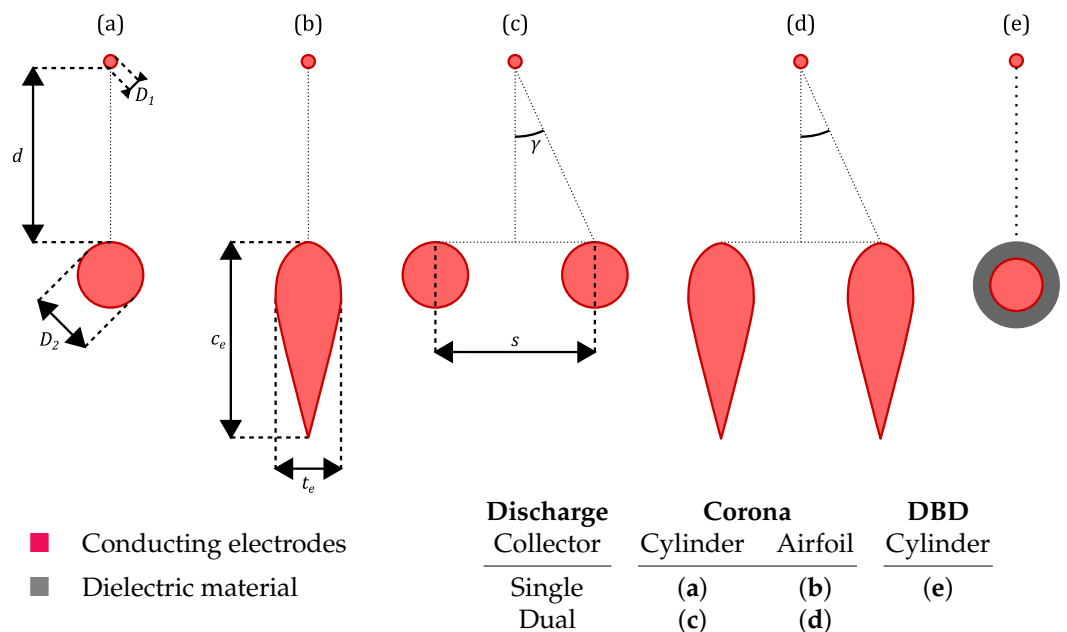 (a) (b) (c) (d) (e)
D1
d
γ
D2
ce
s
te
Conducting electrodes
Dielectric material
Discharge Corona DBD
Collector Cylinder Airfoil Cylinder
Single (a) (b) (e)
Dual (c) (d)